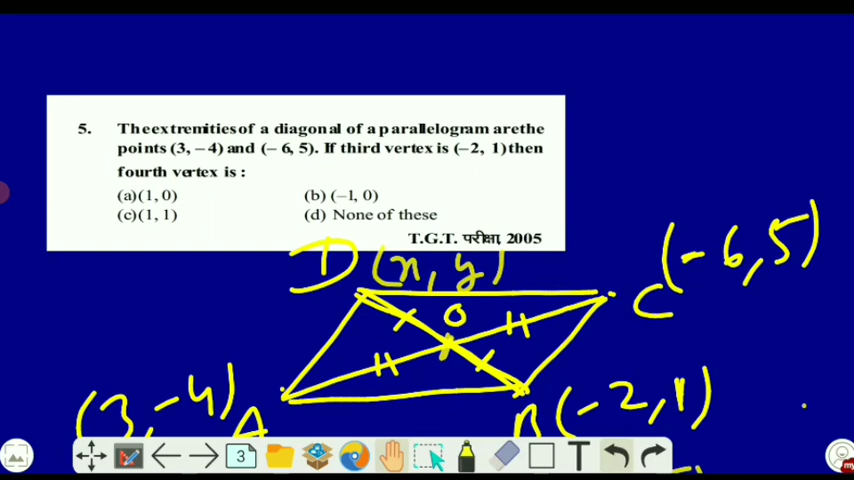 5. The extremities of a diagonal of a parallelogram are the
points (3, – 4) and (– 6, 5). If third vertex is (–2, 1) then
fourth vertex is :
(a) (1, 0) (b) (–1, 0)
(c) (1, 1) (d) None of these
T.G.T. परीक्षा, 2005
D (x, y)
C (-6, 5)
O
(3, -4) A
B (-2, 1)
3
T